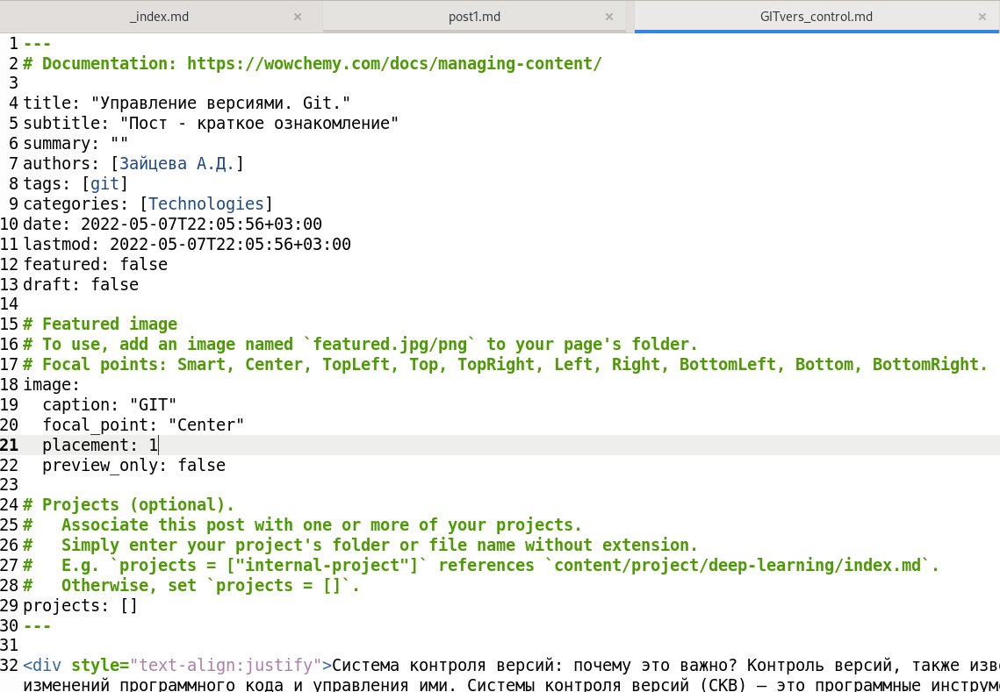 _index.md × post1.md × GITvers_control.md ×
1 ---
2 # Documentation: https://wowchemy.com/docs/managing-content/
3
4 title: "Управление версиями. Git."
5 subtitle: "Пост - краткое ознакомление"
6 summary: ""
7 authors: [Зайцева А.Д.]
8 tags: [git]
9 categories: [Technologies]
10 date: 2022-05-07T22:05:56+03:00
11 lastmod: 2022-05-07T22:05:56+03:00
12 featured: false
13 draft: false
14
15 # Featured image
16 # To use, add an image named `featured.jpg/png` to your page's folder.
17 # Focal points: Smart, Center, TopLeft, Top, TopRight, Left, Right, BottomLeft, Bottom, BottomRight.
18 image:
19   caption: "GIT"
20   focal_point: "Center"
21   placement: 1
22   preview_only: false
23
24 # Projects (optional).
25 #   Associate this post with one or more of your projects.
26 #   Simply enter your project's folder or file name without extension.
27 #   E.g. `projects = ["internal-project"]` references `content/project/deep-learning/index.md`.
28 #   Otherwise, set `projects = []`.
29 projects: []
30 ---
31
32 <div style="text-align:justify">Система контроля версий: почему это важно? Контроль версий, также
изменений программного кода и управления ими. Системы контроля версий (СКВ) — это программные